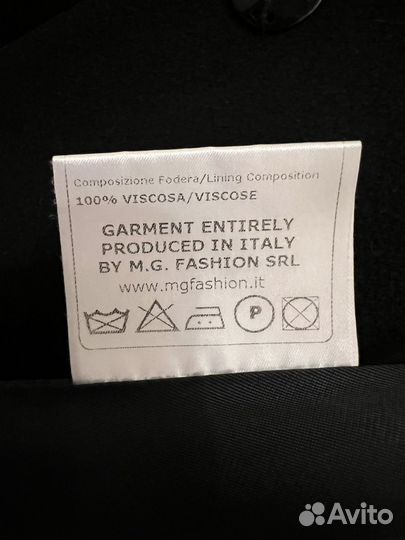 Composizione Fodera/Lining Composition
100% VISCOSA/VISCOSE
GARMENT ENTIRELY
PRODUCED IN ITALY
BY M.G. FASHION SRL
www.mgfashion.it
P
Avito